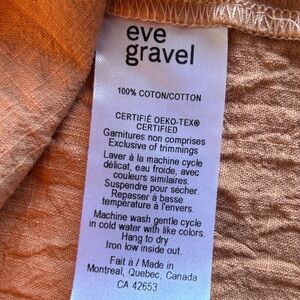 eve
gravel
100% COTON/COTTON
CERTIFIÉ OEKO-TEX®
CERTIFIED
Garnitures non comprises
Exclusive of trimmings
Laver à la machine cycle
délicat, eau froide, avec
couleurs similaires.
Suspendre pour sécher.
Repasser à basse
température à l'envers.
Machine wash gentle cycle
in cold water with like colors.
Hang to dry
Iron low inside out.
Fait à / Made in
Montreal, Quebec, Canada
CA 42653